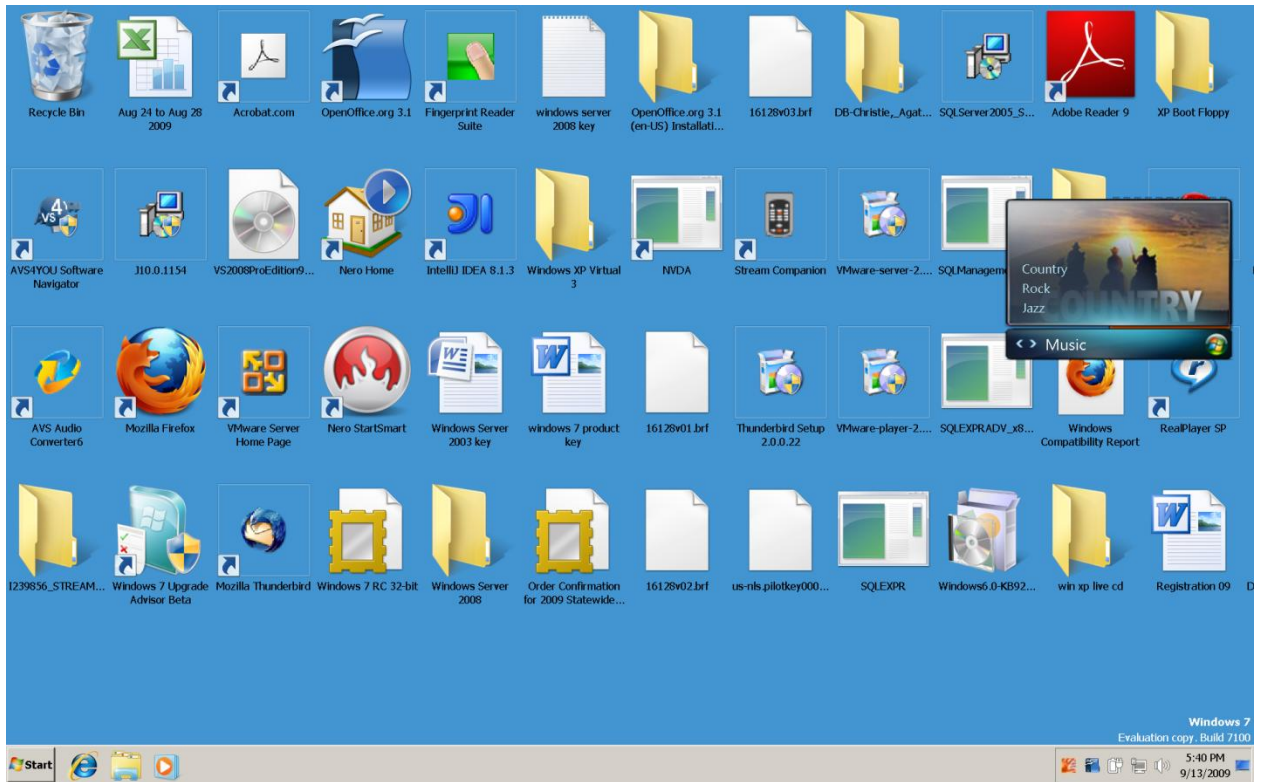 Recycle Bin
Aug 24 to Aug 28
2009
Acrobat.com
OpenOffice.org 3.1
Fingerprint Reader
Suite
windows server
2008 key
OpenOffice.org 3.1
(en-US) Installati...
16128v03.brf
DB-Christie,_Agat...
SQLServer2005_S...
Adobe Reader 9
XP Boot Floppy
AVS4YOU Software
Navigator
J10.0.1154
VS2008ProEdition9...
Nero Home
IntelliJ IDEA 8.1.3
Windows XP Virtual
3
NVDA
Stream Companion
VMware-server-2....
SQLManagem
Country
Rock
Jazz
COUNTRY
Music
AVS Audio
Converter6
Mozilla Firefox
VMware Server
Home Page
Nero StartSmart
Windows Server
2003 key
windows 7 product
key
16128v01.brf
Thunderbird Setup
2.0.0.22
VMware-player-2....
SQLEXPRADV_x8...
Windows
Compatibility Report
RealPlayer SP
I239856_STREAM...
Windows 7 Upgrade
Advisor Beta
Mozilla Thunderbird
Windows 7 RC 32-bit
Windows Server
2008
Order Confirmation
for 2009 Statewide...
16128v02.brf
us-nls.pilotkey000...
SQLEXPR
Windows6.0-KB92...
win xp live cd
Registration 09
D
Windows 7
Evaluation copy. Build 7100
Start
5:40 PM
9/13/2009